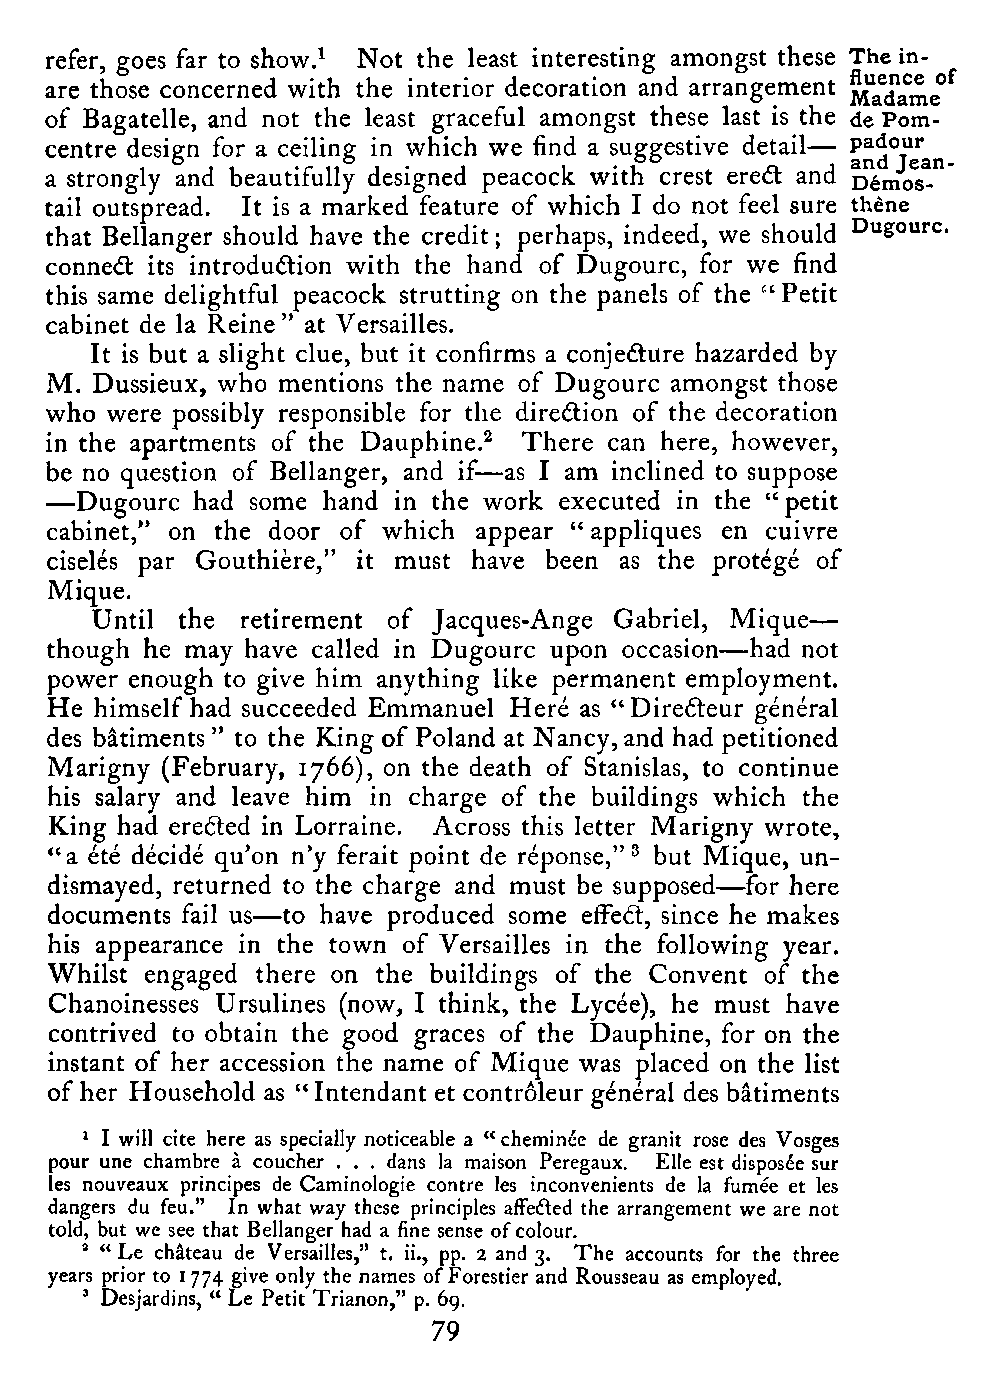 refer, goes far to show.¹ Not the least interesting amongst these
are those concerned with the interior decoration and arrangement
of Bagatelle, and not the least graceful amongst these last is the
centre design for a ceiling in which we find a suggestive detail—
a strongly and beautifully designed peacock with crest erect and
tail outspread. It is a marked feature of which I do not feel sure
that Bellanger should have the credit; perhaps, indeed, we should
connect its introduction with the hand of Dugourc, for we find
this same delightful peacock strutting on the panels of the “Petit
cabinet de la Reine” at Versailles.
The in-
fluence of
Madame
de Pom-
padour
and Jean-
Démos-
thène
Dugourc.
It is but a slight clue, but it confirms a conjecture hazarded by
M. Dussieux, who mentions the name of Dugourc amongst those
who were possibly responsible for the direction of the decoration
in the apartments of the Dauphine.² There can here, however,
be no question of Bellanger, and if—as I am inclined to suppose
—Dugourc had some hand in the work executed in the “petit
cabinet,” on the door of which appear “appliques en cuivre
ciselés par Gouthière,” it must have been as the protégé of
Mique.
Until the retirement of Jacques-Ange Gabriel, Mique—
though he may have called in Dugourc upon occasion—had not
power enough to give him anything like permanent employment.
He himself had succeeded Emmanuel Heré as “Directeur général
des bâtiments” to the King of Poland at Nancy, and had petitioned
Marigny (February, 1766), on the death of Stanislas, to continue
his salary and leave him in charge of the buildings which the
King had erected in Lorraine. Across this letter Marigny wrote,
“a été décidé qu’on n’y ferait point de réponse,”³ but Mique, un-
dismayed, returned to the charge and must be supposed—for here
documents fail us—to have produced some effect, since he makes
his appearance in the town of Versailles in the following year.
Whilst engaged there on the buildings of the Convent of the
Chanoinesses Ursulines (now, I think, the Lycée), he must have
contrived to obtain the good graces of the Dauphine, for on the
instant of her accession the name of Mique was placed on the list
of her Household as “Intendant et contrôleur général des bâtiments
¹ I will cite here as specially noticeable a “cheminée de granit rose des Vosges
pour une chambre à coucher . . . dans la maison Peregaux. Elle est disposée sur
les nouveaux principes de Caminologie contre les inconvenients de la fumée et les
dangers du feu.” In what way these principles affected the arrangement we are not
told, but we see that Bellanger had a fine sense of colour.
² “Le château de Versailles,” t. ii., pp. 2 and 3. The accounts for the three
years prior to 1774 give only the names of Forestier and Rousseau as employed.
³ Desjardins, “Le Petit Trianon,” p. 69.
79